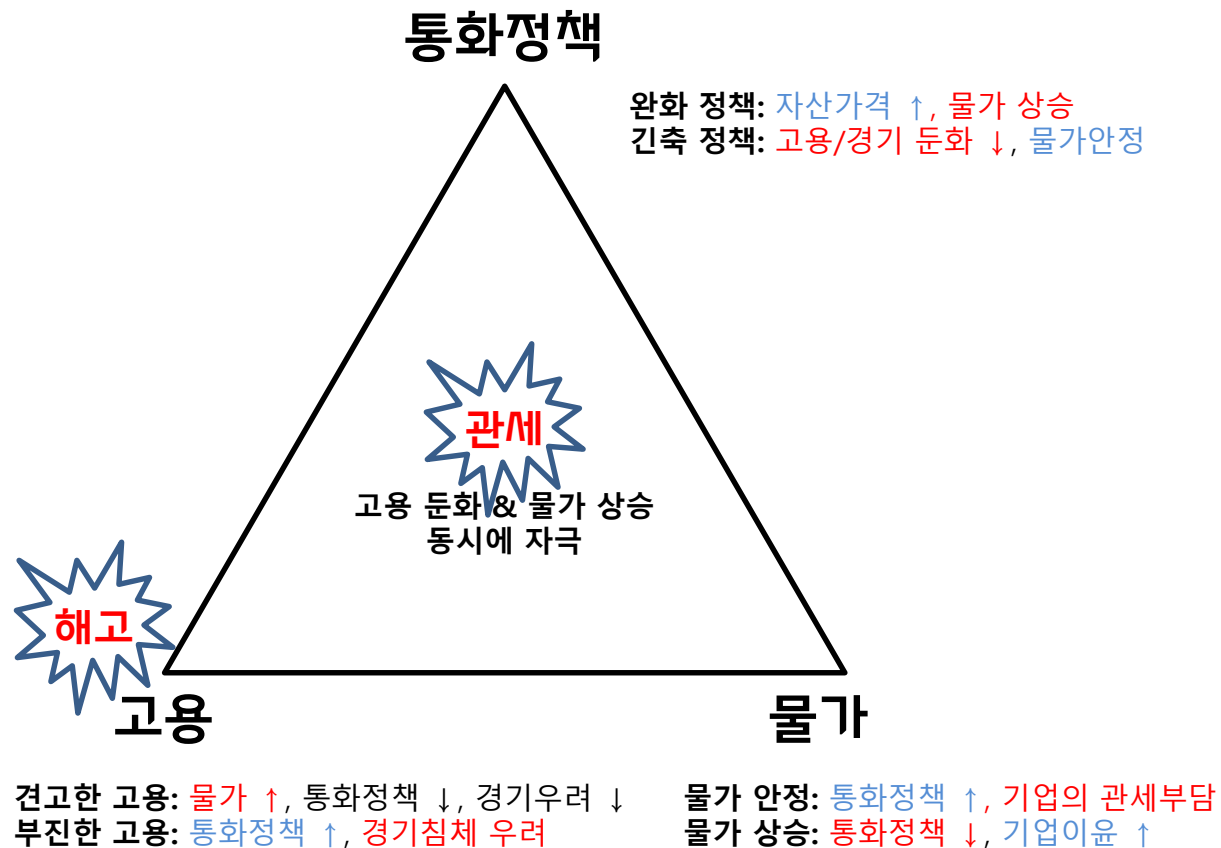 통화정책
완화 정책: 자산가격 ↑, 물가 상승
긴축 정책: 고용/경기 둔화 ↓, 물가안정
관세
고용 둔화 & 물가 상승
동시에 자극
해고
고용
물가
견고한 고용: 물가 ↑, 통화정책 ↓, 경기우려 ↓
부진한 고용: 통화정책 ↑, 경기침체 우려
물가 안정: 통화정책 ↑, 기업의 관세부담
물가 상승: 통화정책 ↓, 기업이윤 ↑